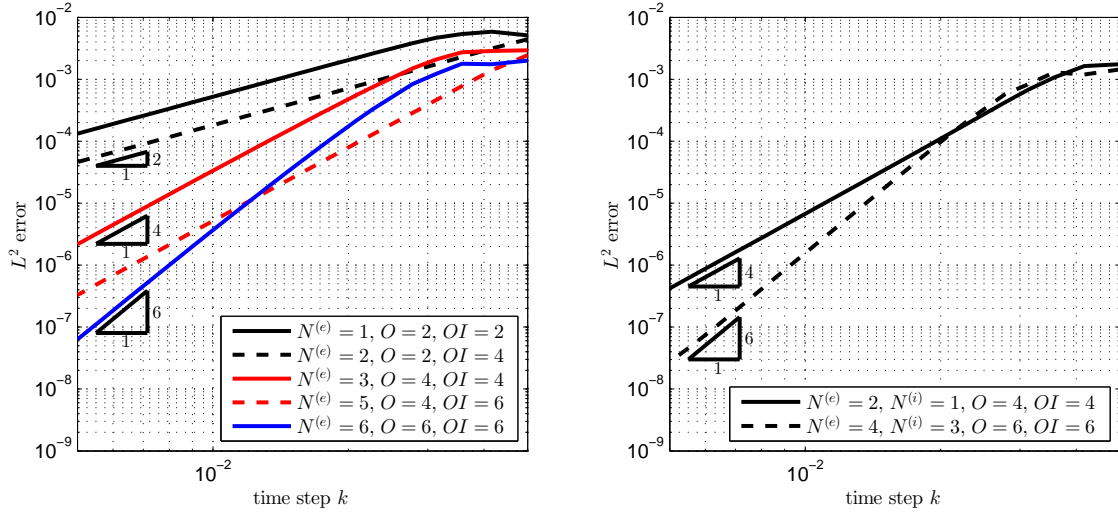 10^−2
10^−3
10^−4
10^−5
10^−6
10^−7
10^−8
10^−9
L^2 error
2
1
4
1
6
1
N^(e) = 1, O = 2, OI = 2
N^(e) = 2, O = 2, OI = 4
N^(e) = 3, O = 4, OI = 4
N^(e) = 5, O = 4, OI = 6
N^(e) = 6, O = 6, OI = 6
10^−2
time step k
10^−2
10^−3
10^−4
10^−5
10^−6
10^−7
10^−8
10^−9
L^2 error
4
1
6
1
N^(e) = 2, N^(i) = 1, O = 4, OI = 4
N^(e) = 4, N^(i) = 3, O = 6, OI = 6
10^−2
time step k